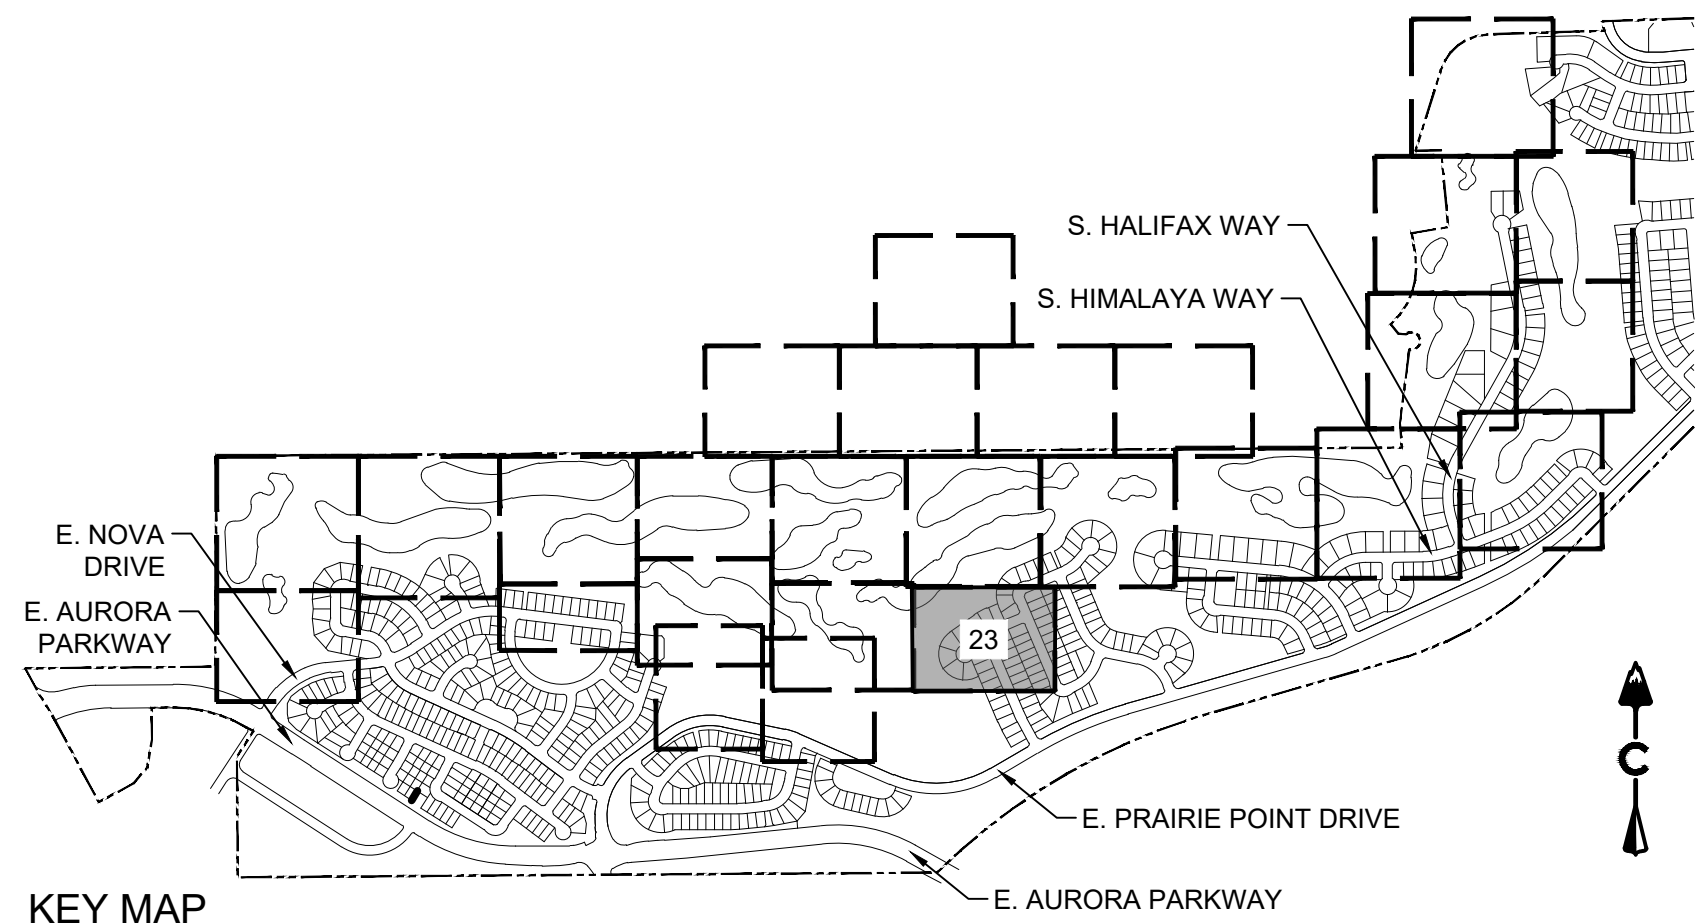 S. HALIFAX WAY
S. HIMALAYA WAY
E. NOVA
DRIVE
E. AURORA
PARKWAY
23
E. PRAIRIE POINT DRIVE
E. AURORA PARKWAY
C
KEY MAP